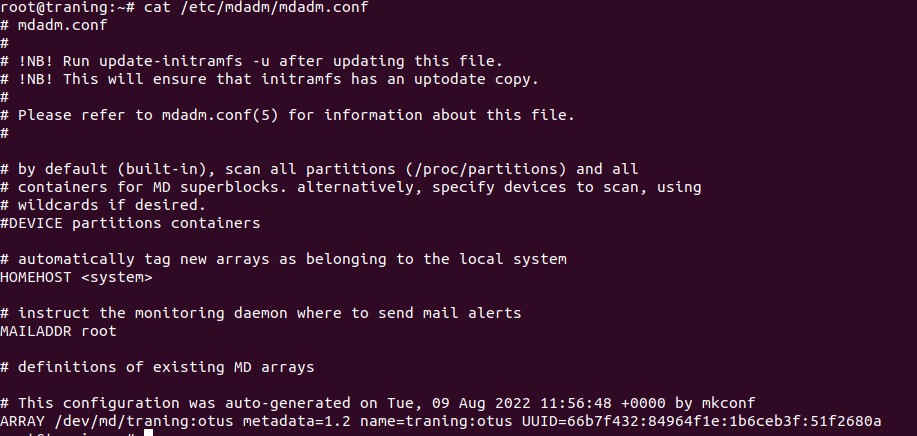 root@traning:~# cat /etc/mdadm/mdadm.conf
# mdadm.conf
#
# !NB! Run update-initramfs -u after updating this file.
# !NB! This will ensure that initramfs has an uptodate copy.
#
# Please refer to mdadm.conf(5) for information about this file.
#
# by default (built-in), scan all partitions (/proc/partitions) and all
# containers for MD superblocks. alternatively, specify devices to scan, using
# wildcards if desired.
#DEVICE partitions containers
# automatically tag new arrays as belonging to the local system
HOMEHOST <system>
# instruct the monitoring daemon where to send mail alerts
MAILADDR root
# definitions of existing MD arrays
# This configuration was auto-generated on Tue, 09 Aug 2022 11:56:48 +0000 by mkconf
ARRAY /dev/md/traning:otus metadata=1.2 name=traning:otus UUID=66b7f432:84964f1e:1b6ceb3f:51f2680a